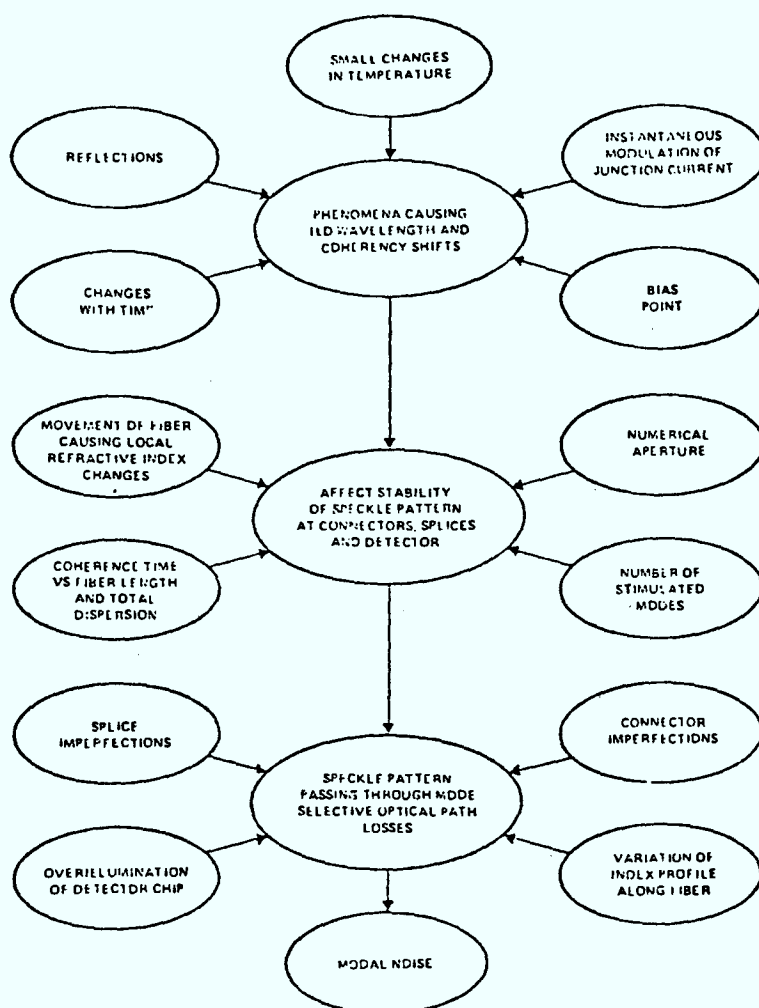 SMALL CHANGES
IN TEMPERATURE
REFLECTIONS
INSTANTANEOUS
MODULATION OF
JUNCTION CURRENT
PHENOMENA CAUSING
ILD WAVELENGTH AND
COHERENCY SHIFTS
CHANGES
WITH TIME
BIAS
POINT
MOVEMENT OF FIBER
CAUSING LOCAL
REFRACTIVE INDEX
CHANGES
NUMERICAL
APERTURE
AFFECT STABILITY
OF SPECKLE PATTERN
AT CONNECTORS, SPLICES
AND DETECTOR
COHERENCE TIME
VS FIBER LENGTH
AND TOTAL
DISPERSION
NUMBER OF
STIMULATED
MODES
SPLICE
IMPERFECTIONS
CONNECTOR
IMPERFECTIONS
SPECKLE PATTERN
PASSING THROUGH MODE
SELECTIVE OPTICAL PATH
LOSSES
OVERILLUMINATION
OF DETECTOR CHIP
VARIATION OF
INDEX PROFILE
ALONG FIBER
MODAL NOISE